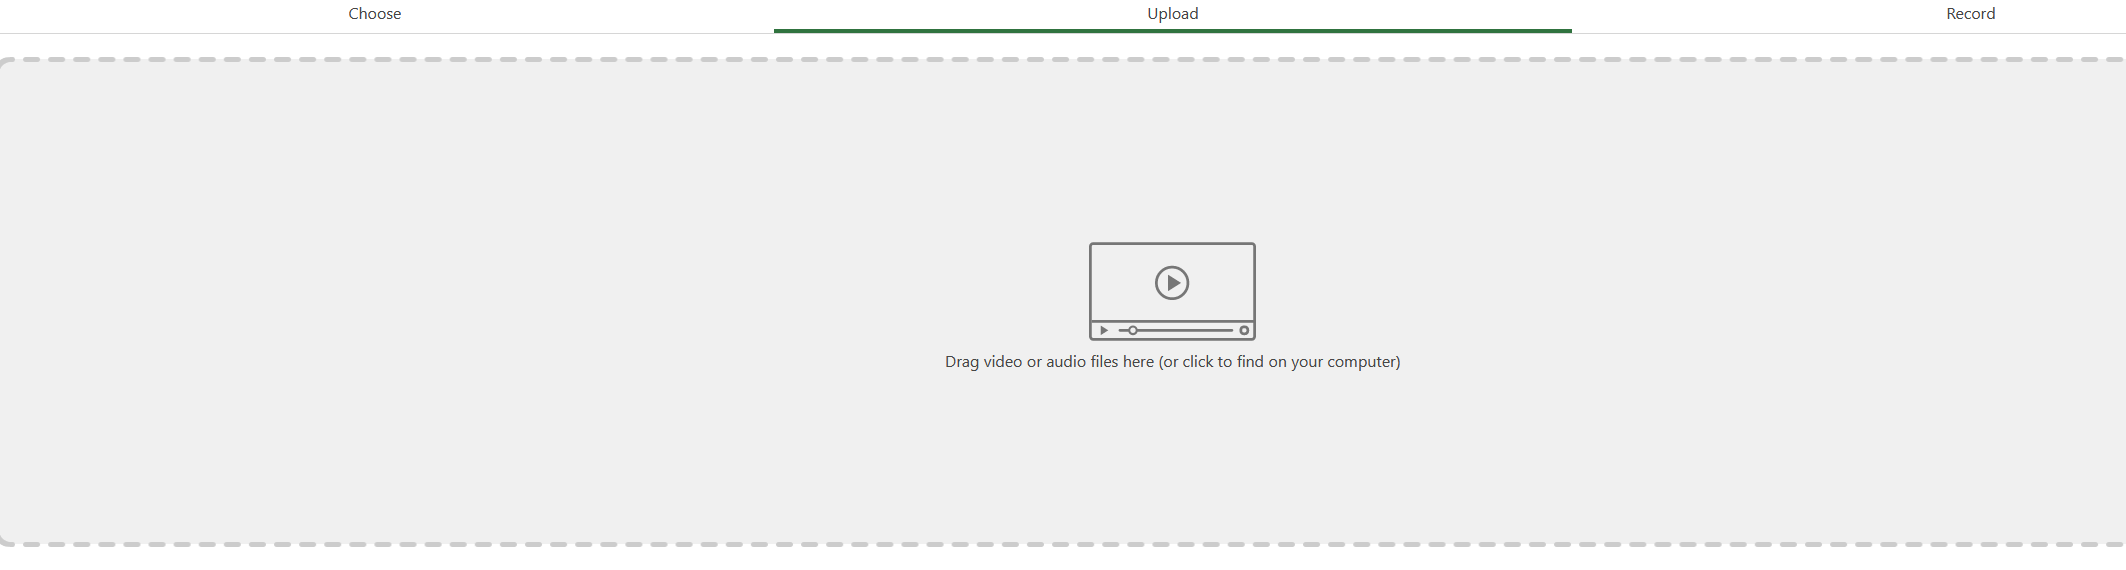 Choose
Upload
Record
Drag video or audio files here (or click to find on your computer)